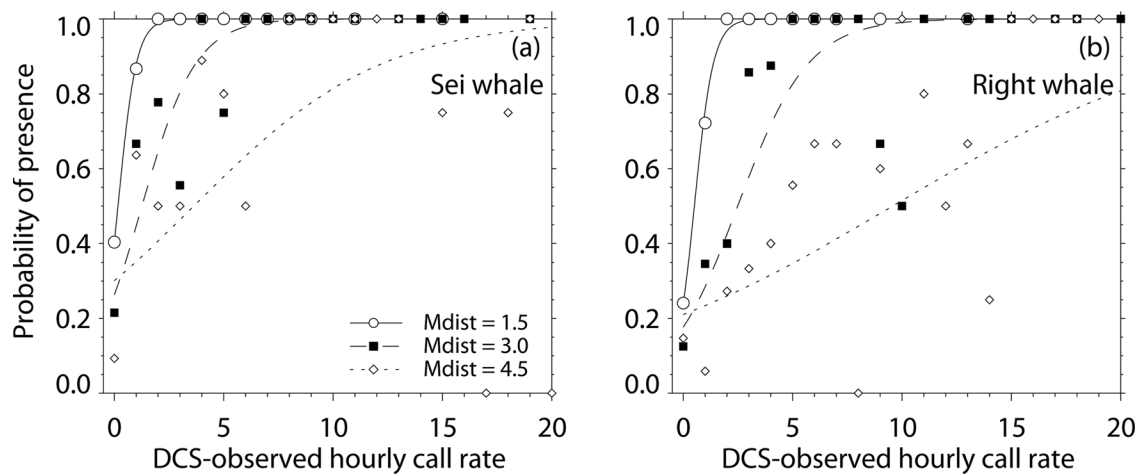 1.0
0.8
0.6
0.4
0.2
0.0
Probability of presence
(a)
Sei whale
Mdist = 1.5
Mdist = 3.0
Mdist = 4.5
0 5 10 15 20
DCS-observed hourly call rate
1.0
0.8
0.6
0.4
0.2
0.0
(b)
Right whale
0 5 10 15 20
DCS-observed hourly call rate